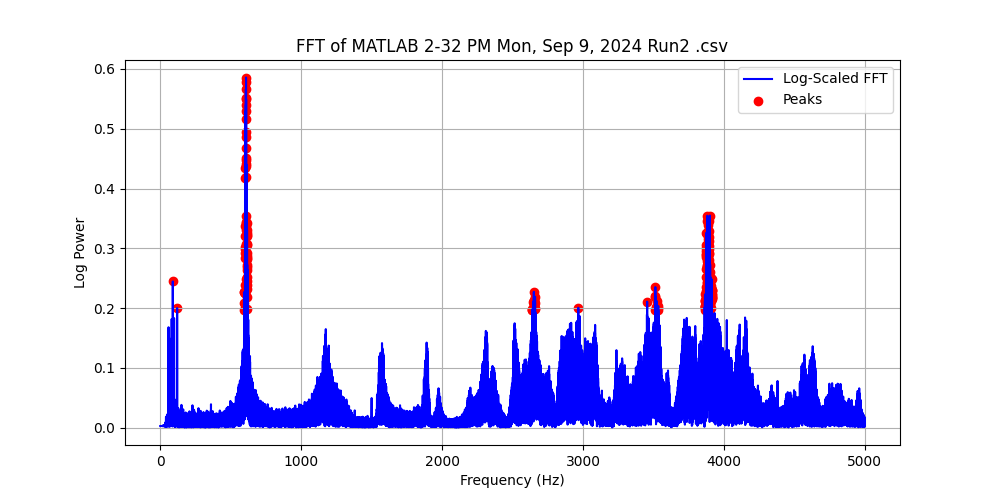 FFT of MATLAB 2-32 PM Mon, Sep 9, 2024 Run2 .csv
Log-Scaled FFT
Peaks
0.6
0.5
0.4
0.3
0.2
0.1
0.0
Log Power
0 1000 2000 3000 4000 5000
Frequency (Hz)